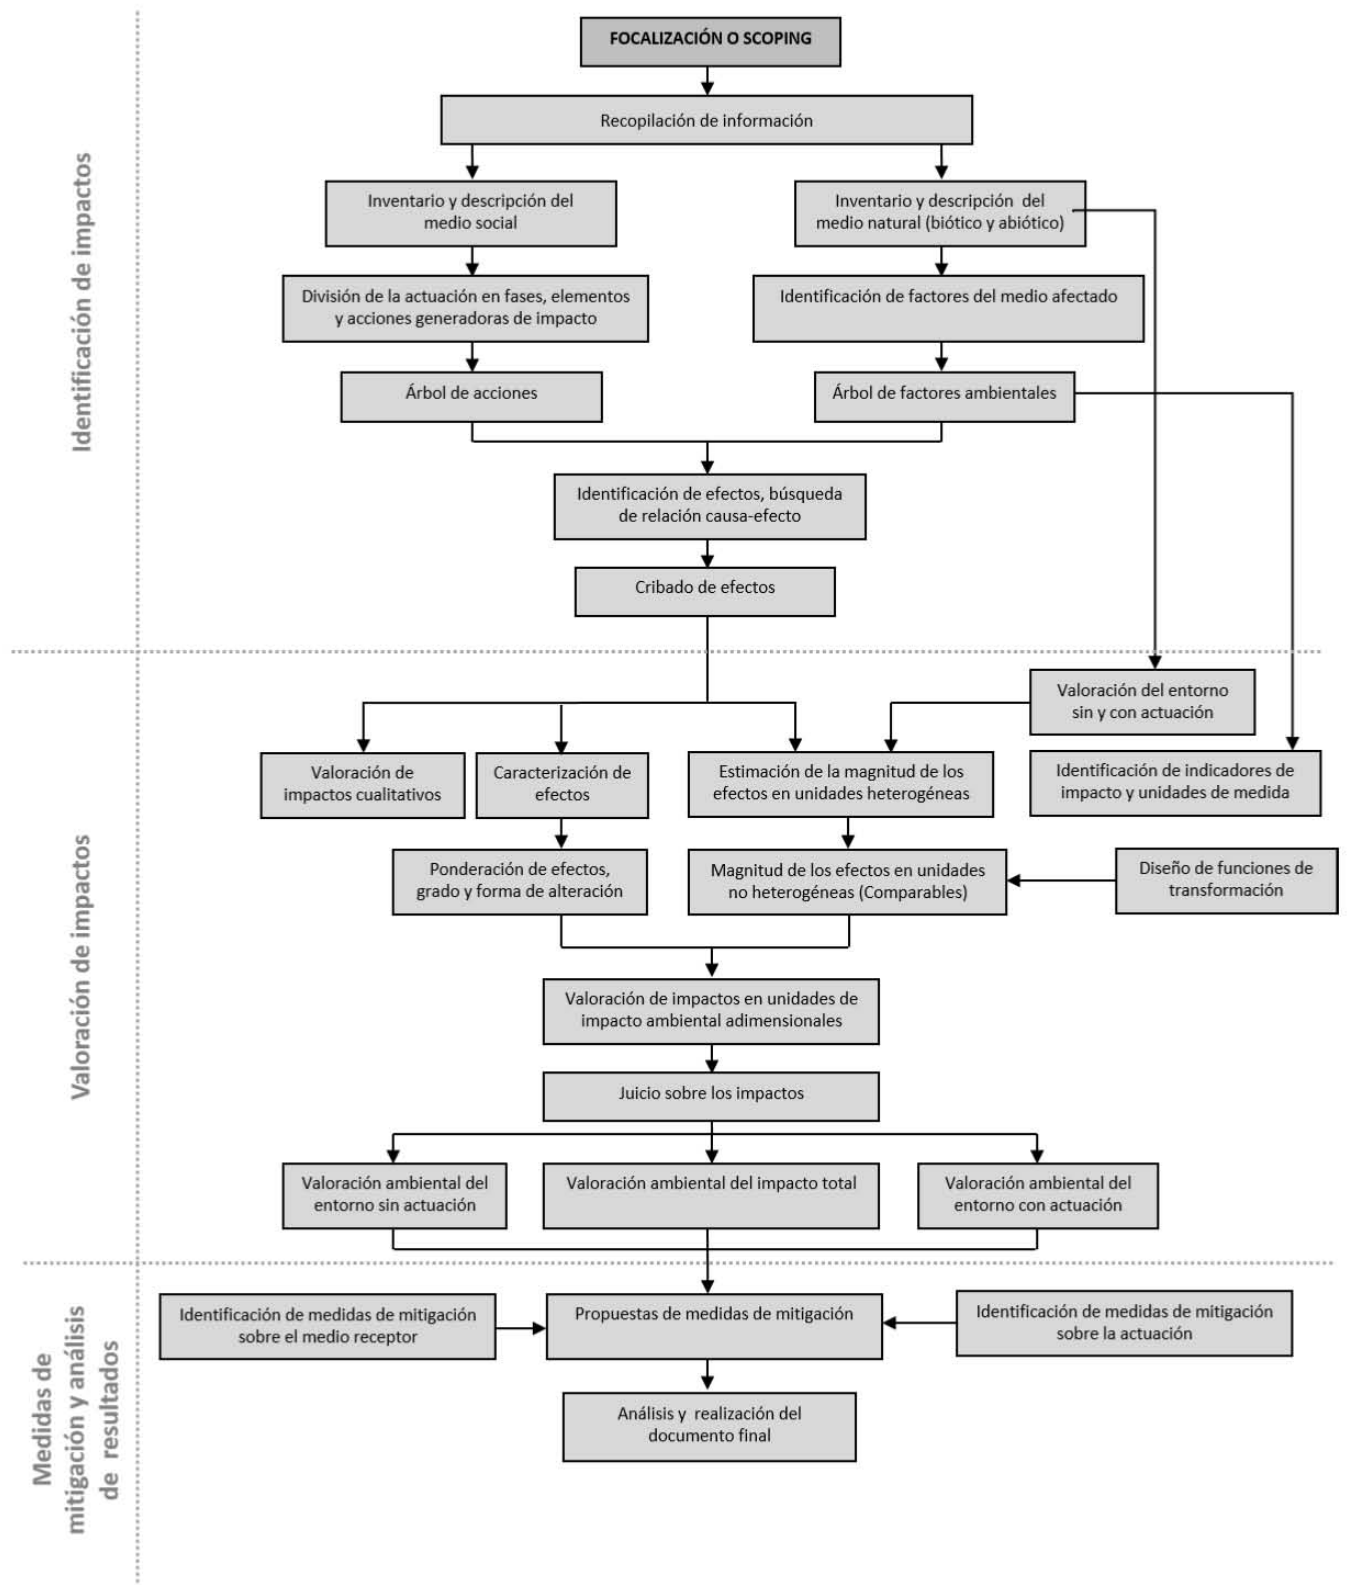 FOCALIZACIÓN O SCOPING
Recopilación de información
Identificación de impactos
Inventario y descripción del
medio social
Inventario y descripción del
medio natural (biótico y abiótico)
División de la actuación en fases, elementos
y acciones generadoras de impacto
Identificación de factores del medio afectado
Árbol de acciones
Árbol de factores ambientales
Identificación de efectos, búsqueda
de relación causa-efecto
Cribado de efectos
Valoración de impactos
Valoración del entorno
sin y con actuación
Valoración de
impactos cualitativos
Caracterización de
efectos
Estimación de la magnitud de los
efectos en unidades heterogéneas
Identificación de indicadores de
impacto y unidades de medida
Ponderación de efectos,
grado y forma de alteración
Magnitud de los efectos en unidades
no heterogéneas (Comparables)
Diseño de funciones de
transformación
Valoración de impactos en unidades de
impacto ambiental adimensionales
Juicio sobre los impactos
Valoración ambiental del
entorno sin actuación
Valoración ambiental del impacto total
Valoración ambiental del
entorno con actuación
Medidas de
mitigación y análisis
de resultados
Identificación de medidas de mitigación
sobre el medio receptor
Propuestas de medidas de mitigación
Identificación de medidas de mitigación
sobre la actuación
Análisis y realización del
documento final